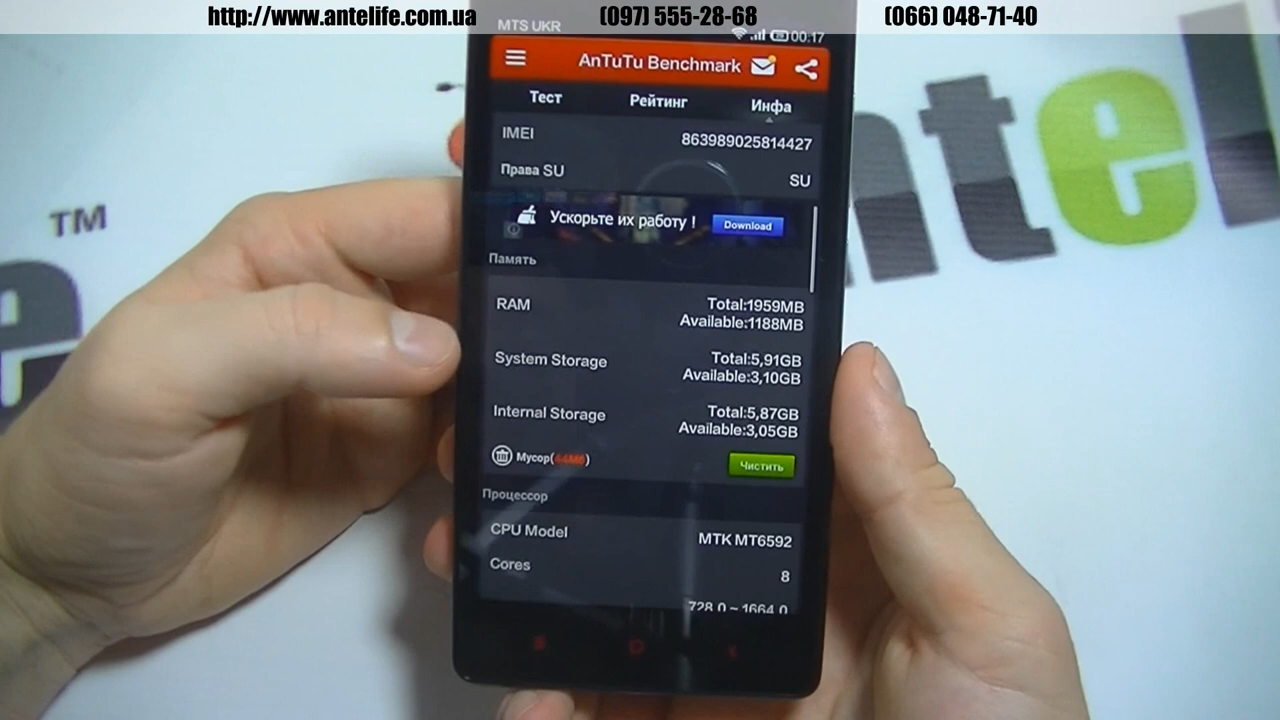 http://www.antelife.com.ua (097) 555-28-68 (066) 048-71-40
MTS UKR 00:17
AnTuTu Benchmark
Тест Рейтинг Инфа
IMEI 863989025814427
Права SU SU
Ускорьте их работу ! Download
Память
RAM Total:1959MB
Available:1188MB
System Storage Total:5,91GB
Available:3,10GB
Internal Storage Total:5,87GB
Available:3,05GB
Мусор( ) Чистить
Процессор
CPU Model MTK MT6592
Cores 8
728.0 ~ 1664.0
TM
e
antel